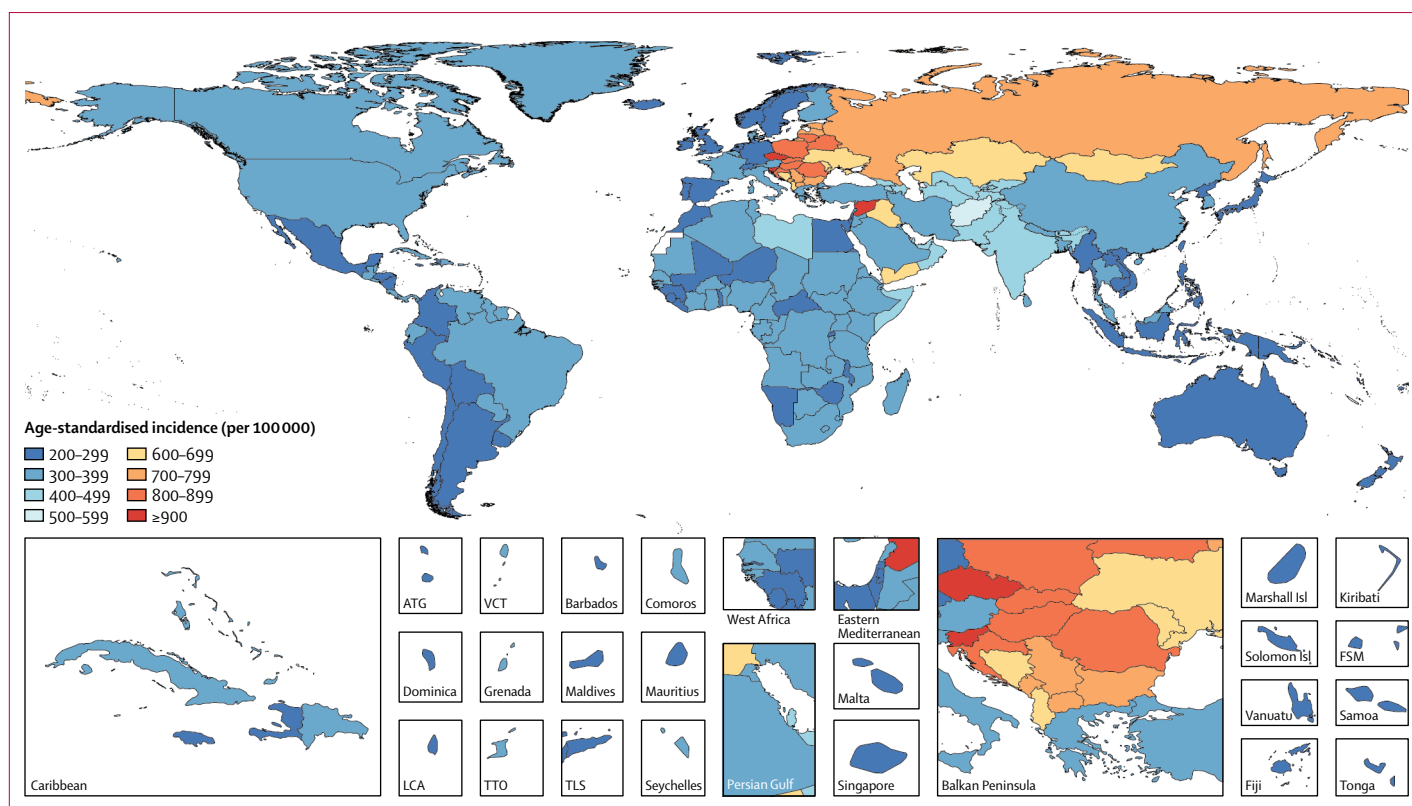 Age-standardised incidence (per 100 000)
200–299
600–699
300–399
700–799
400–499
800–899
500–599
≥900
Caribbean
ATG
VCT
Barbados
Comoros
Dominica
Grenada
Maldives
Mauritius
LCA
TTO
TLS
Seychelles
West Africa
Eastern
Mediterranean
Persian Gulf
Malta
Singapore
Balkan Peninsula
Marshall Isl
Kiribati
Solomon Isl
FSM
Vanuatu
Samoa
Fiji
Tonga